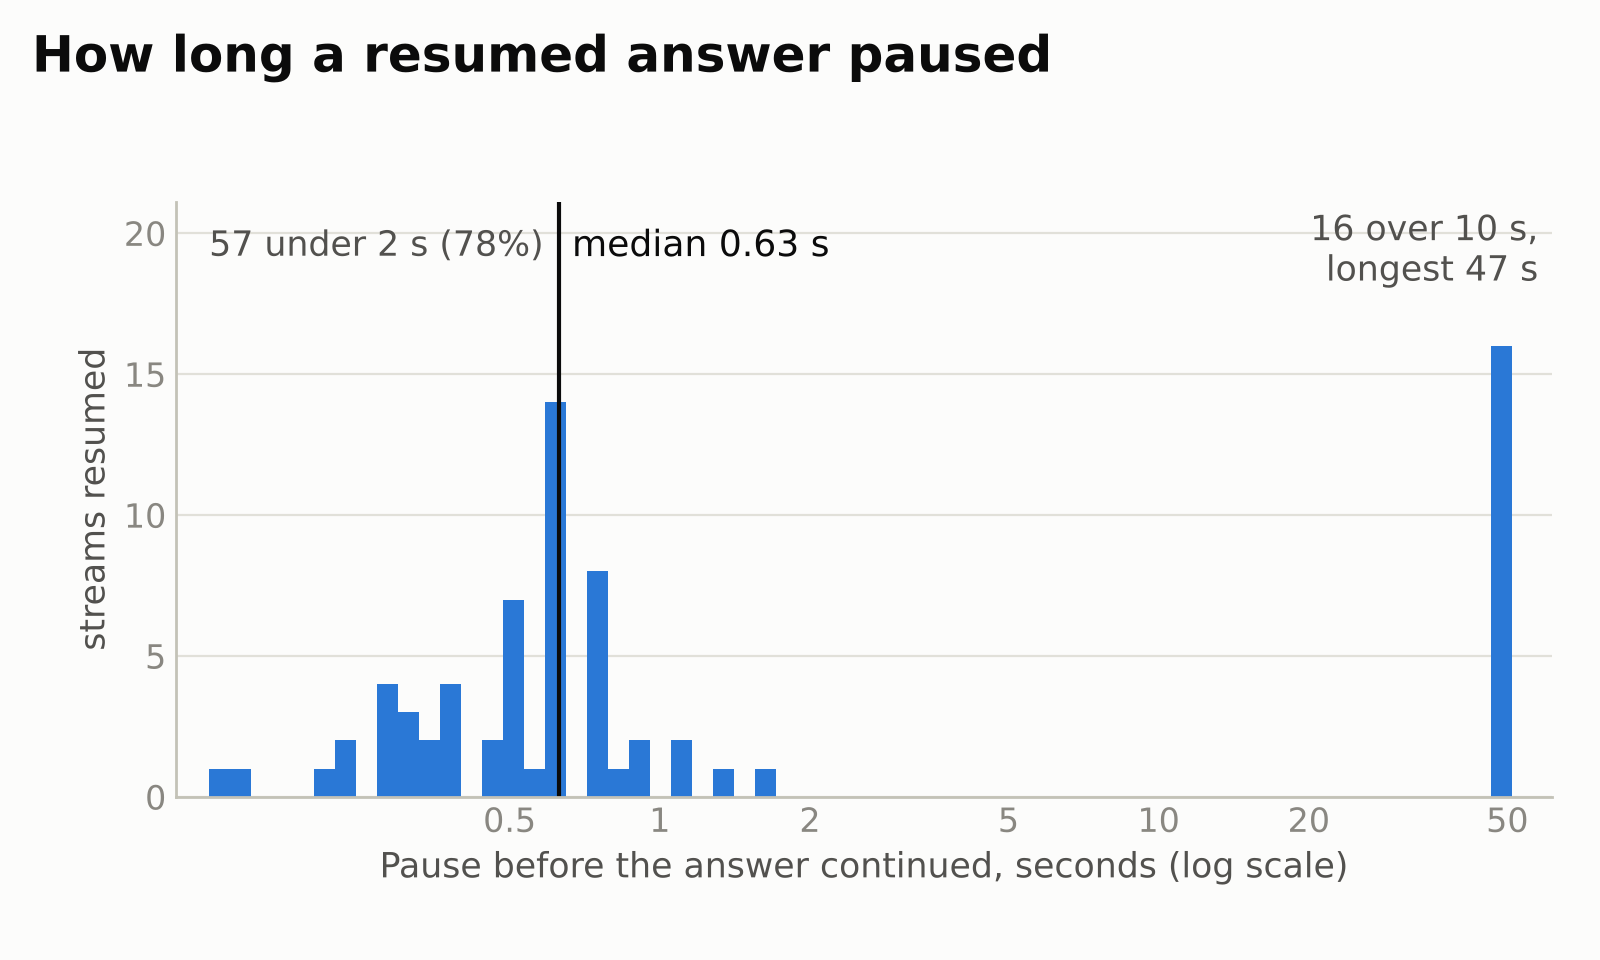 How long a resumed answer paused
57 under 2 s (78%)
median 0.63 s
16 over 10 s,
longest 47 s
streams resumed
20
15
10
5
0
0.5
1
2
5
10
20
50
Pause before the answer continued, seconds (log scale)